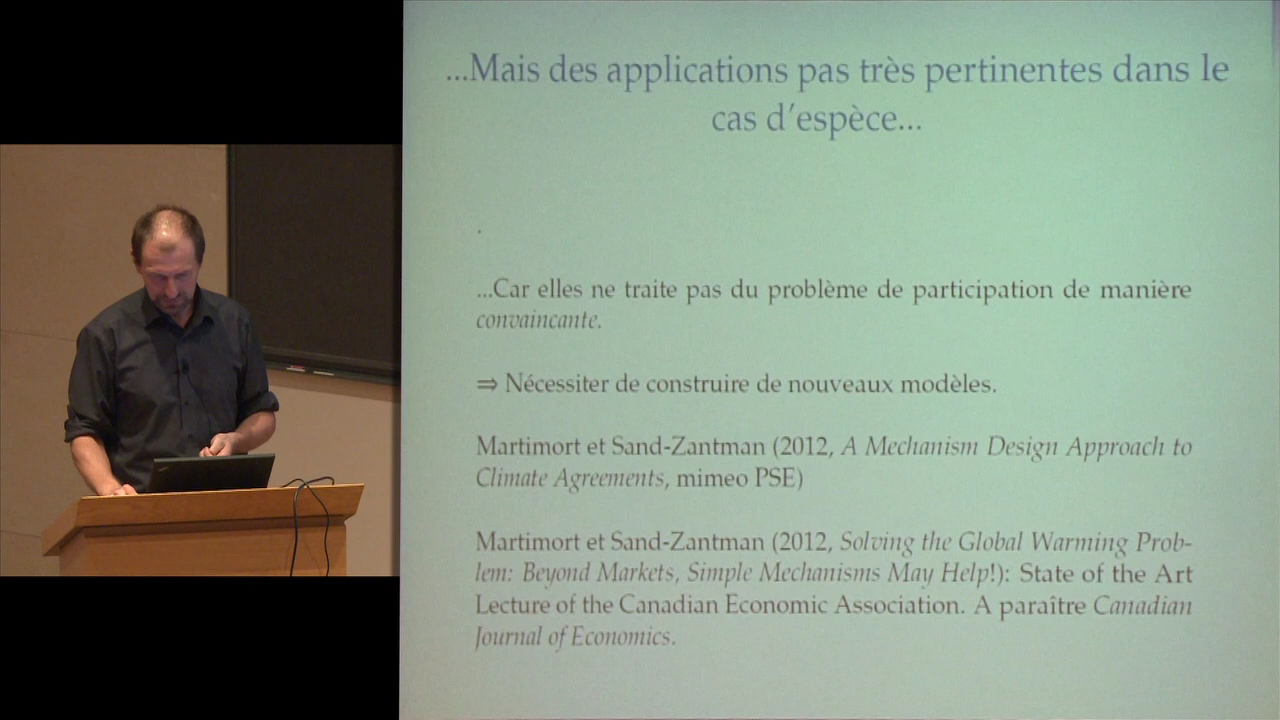 ...Mais des applications pas très pertinentes dans le
cas d'espèce...
.
...Car elles ne traite pas du problème de participation de manière
convaincante.
⇒ Nécessiter de construire de nouveaux modèles.
Martimort et Sand-Zantman (2012, A Mechanism Design Approach to
Climate Agreements, mimeo PSE)
Martimort et Sand-Zantman (2012, Solving the Global Warming Prob-
lem: Beyond Markets, Simple Mechanisms May Help!): State of the Art
Lecture of the Canadian Economic Association. A paraître Canadian
Journal of Economics.